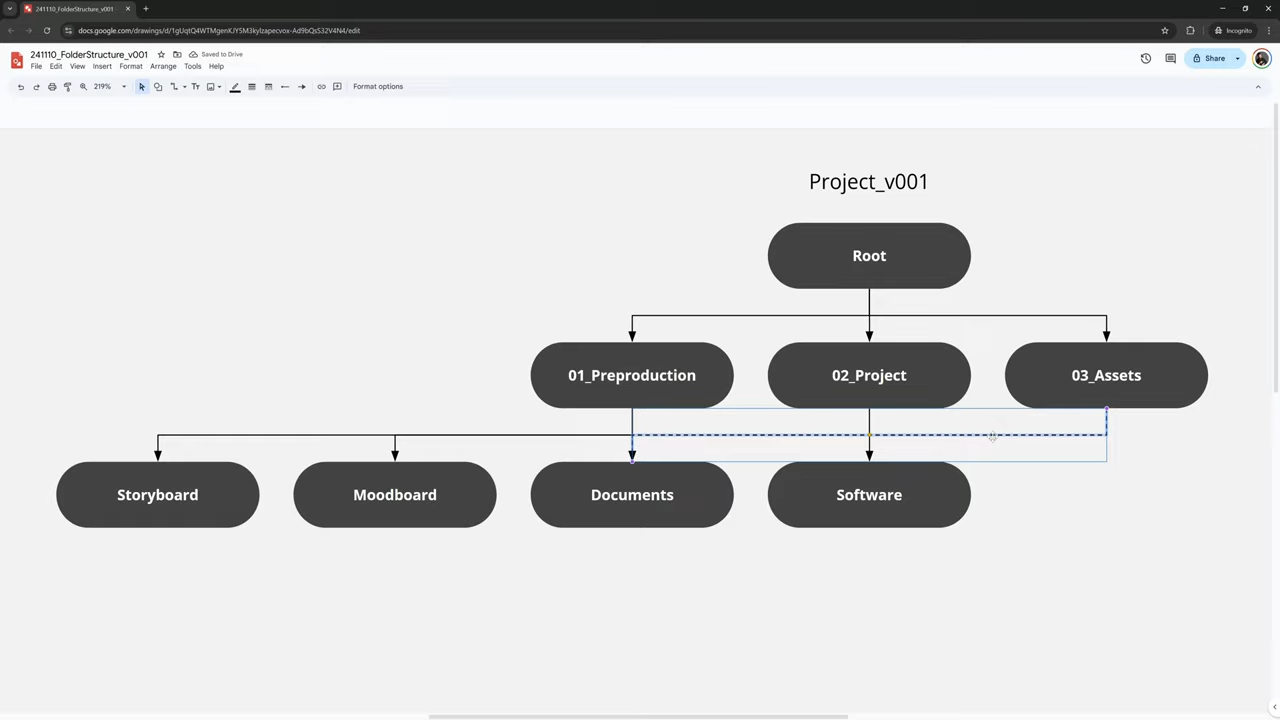 241110_FolderStructure_v001
docs.google.com/drawings/d/1gUqtQ4WTMgenKJY5M3kylzapecvox-Ad9bQsS32V4N4/edit
Incognito
241110_FolderStructure_v001
Saved to Drive
File Edit View Insert Format Arrange Tools Help
Share
219%
Format options
Project_v001
Root
01_Preproduction
02_Project
03_Assets
Storyboard
Moodboard
Documents
Software